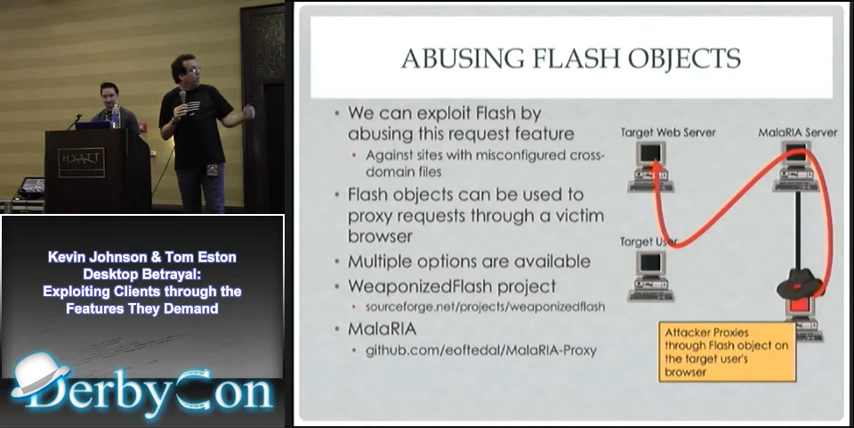 ABUSING FLASH OBJECTS
• We can exploit Flash by
abusing this request feature
• Against sites with misconfigured cross-
domain files
• Flash objects can be used to
proxy requests through a victim
browser
• Multiple options are available
• WeaponizedFlash project
• sourceforge.net/projects/weaponizedflash
• MalaRIA
• github.com/eoftedal/MalaRIA-Proxy
Target Web Server
MalaRIA Server
Target User
Attacker Proxies
through Flash object on
the target user's
browser
HYATT
Kevin Johnson & Tom Eston
Desktop Betrayal:
Exploiting Clients through the
Features They Demand
DerbyCon